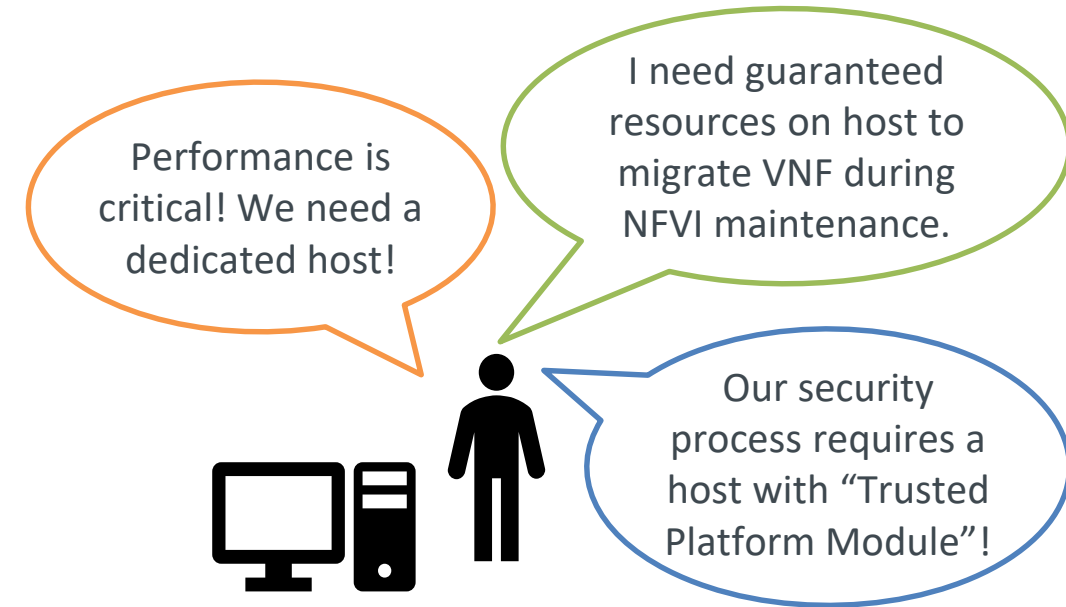 Performance is
critical! We need a
dedicated host!
I need guaranteed
resources on host to
migrate VNF during
NFVI maintenance.
Our security
process requires a
host with “Trusted
Platform Module”!